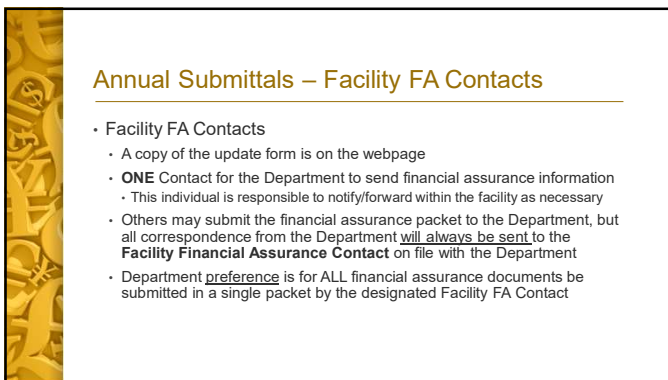 Annual Submittals – Facility FA Contacts
• Facility FA Contacts
• A copy of the update form is on the webpage
• ONE Contact for the Department to send financial assurance information
• This individual is responsible to notify/forward within the facility as necessary
• Others may submit the financial assurance packet to the Department, but
all correspondence from the Department will always be sent to the
Facility Financial Assurance Contact on file with the Department
• Department preference is for ALL financial assurance documents be
submitted in a single packet by the designated Facility FA Contact